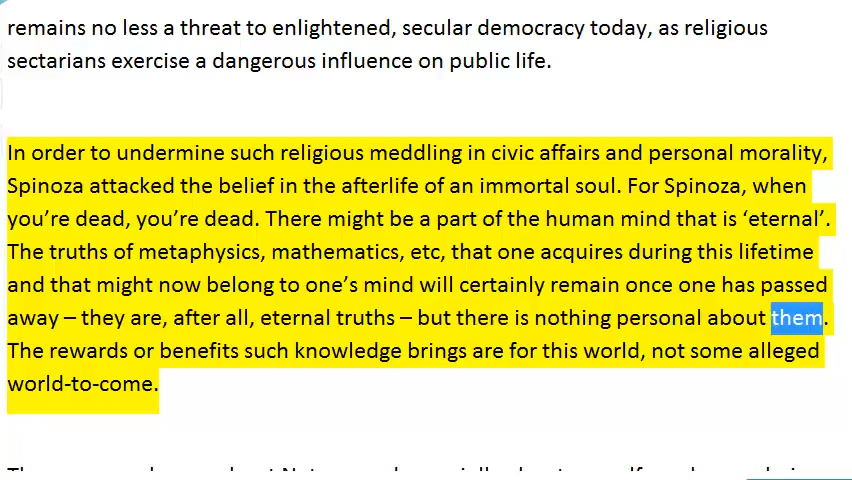 remains no less a threat to enlightened, secular democracy today, as religious
sectarians exercise a dangerous influence on public life.
In order to undermine such religious meddling in civic affairs and personal morality,
Spinoza attacked the belief in the afterlife of an immortal soul. For Spinoza, when
you’re dead, you’re dead. There might be a part of the human mind that is ‘eternal’.
The truths of metaphysics, mathematics, etc, that one acquires during this lifetime
and that might now belong to one’s mind will certainly remain once one has passed
away – they are, after all, eternal truths – but there is nothing personal about them.
The rewards or benefits such knowledge brings are for this world, not some alleged
world-to-come.